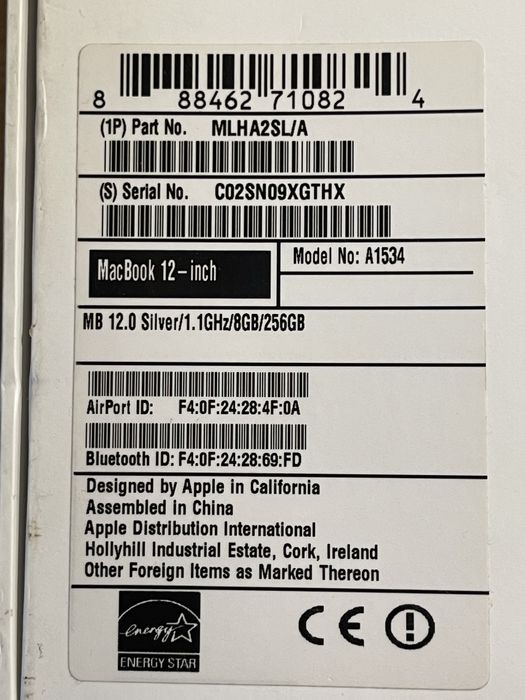 8 88462 71082 4
(1P) Part No. MLHA2SL/A
(S) Serial No. C02SN09XGTHX
MacBook 12-inch
Model No: A1534
MB 12.0 Silver/1.1GHz/8GB/256GB
AirPort ID: F4:0F:24:28:4F:0A
Bluetooth ID: F4:0F:24:28:69:FD
Designed by Apple in California
Assembled In China
Apple Distribution International
Hollyhill Industrial Estate, Cork, Ireland
Other Foreign Items as Marked Thereon
energy
ENERGY STAR
CE